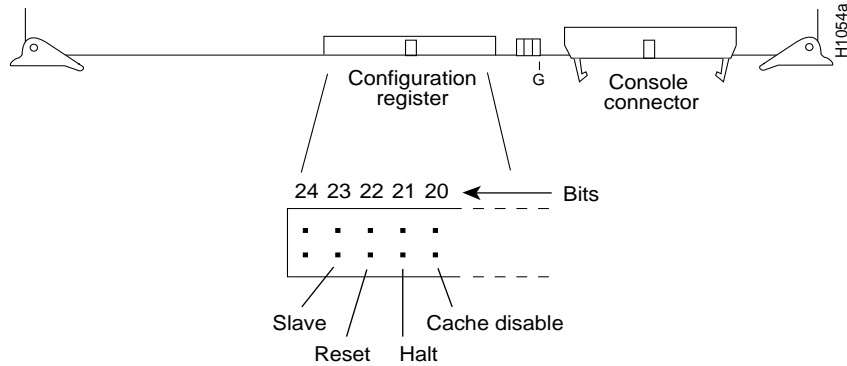 H1054a
Configuration
register
G
Console
connector
24 23 22 21 20
Bits
Slave
Cache disable
Reset
Halt